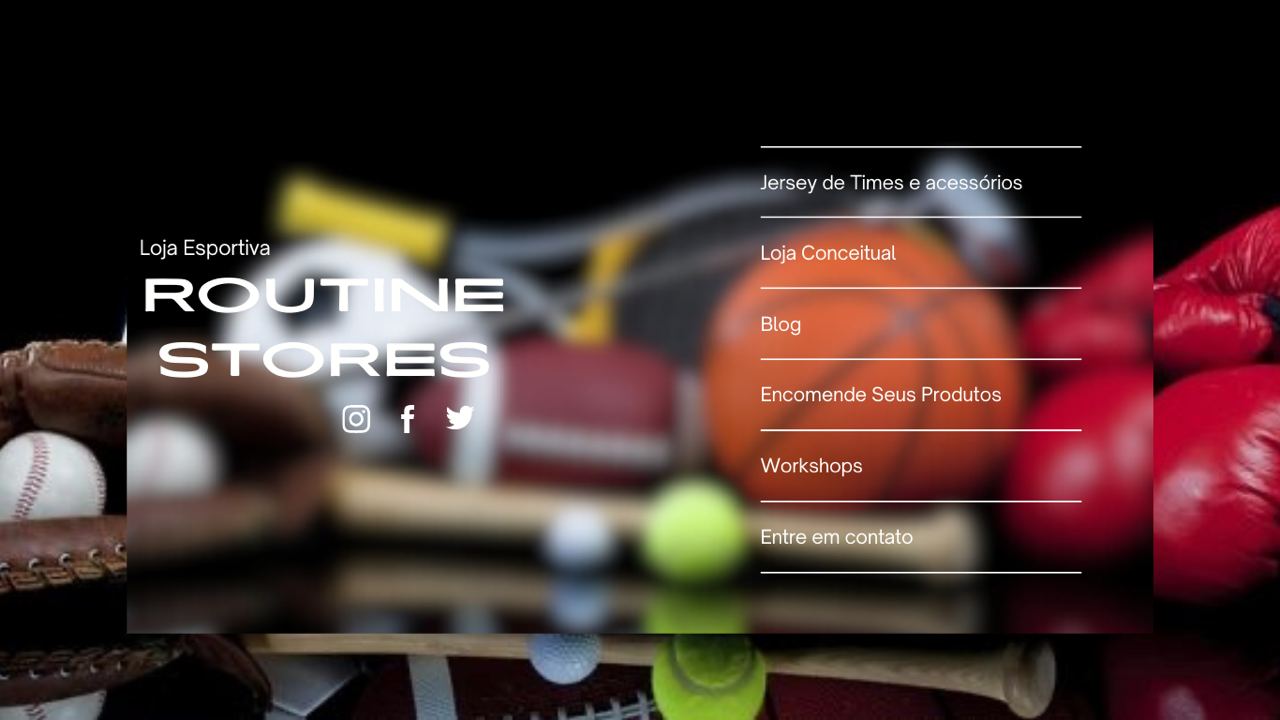 Loja Esportiva
ROUTINE
STORES
Jersey de Times e acessórios
Loja Conceitual
Blog
Encomende Seus Produtos
Workshops
Entre em contato